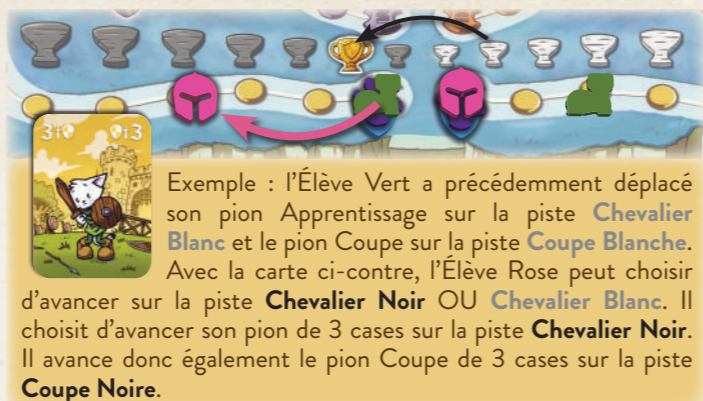 3
3
Exemple : l'Élève Vert a précédemment déplacé
son pion Apprentissage sur la piste Chevalier
Blanc et le pion Coupe sur la piste Coupe Blanche.
Avec la carte ci-contre, l'Élève Rose peut choisir
d'avancer sur la piste Chevalier Noir OU Chevalier Blanc. Il
choisit d'avancer son pion de 3 cases sur la piste Chevalier Noir.
Il avance donc également le pion Coupe de 3 cases sur la piste
Coupe Noire.